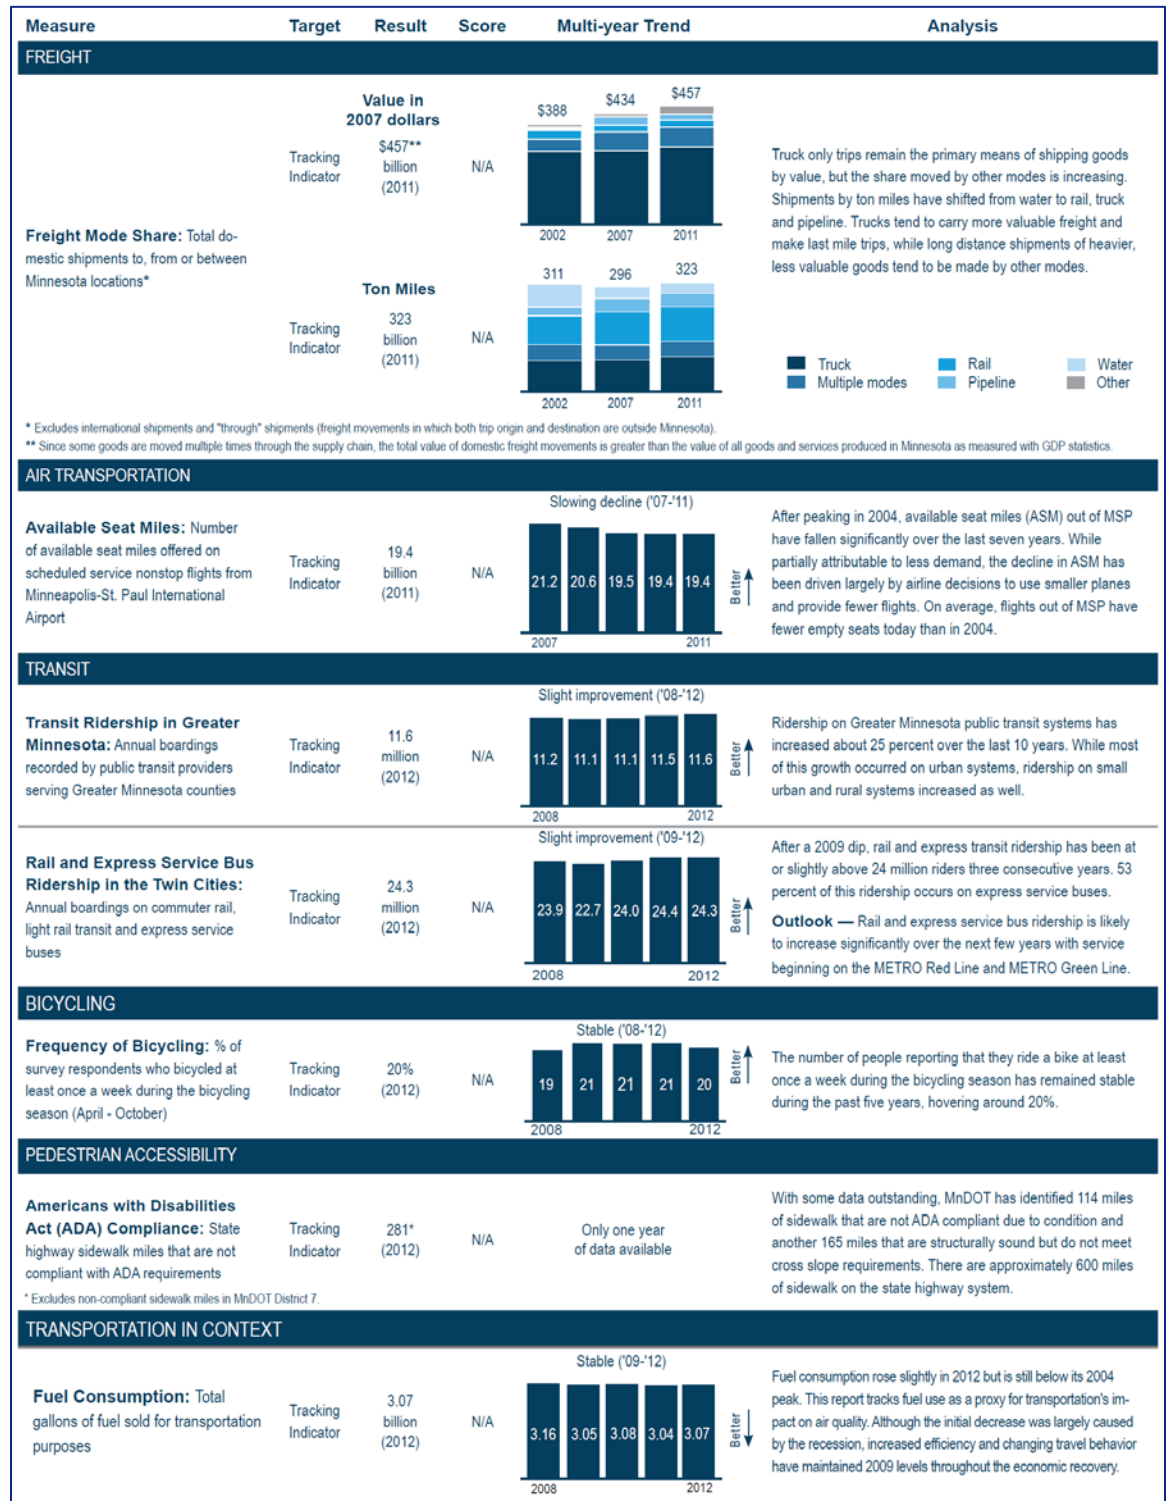 Measure Target Result Score Multi-year Trend Analysis
FREIGHT
Freight Mode Share: Total do-
mestic shipments to, from or between
Minnesota locations*
Value in
2007 dollars
Tracking
Indicator
$457**
billion
(2011)
N/A
$388 $434 $457
2002 2007 2011
Ton Miles
Tracking
Indicator
323
billion
(2011)
N/A
311 296 323
2002 2007 2011
Truck only trips remain the primary means of shipping goods
by value, but the share moved by other modes is increasing.
Shipments by ton miles have shifted from water to rail, truck
and pipeline. Trucks tend to carry more valuable freight and
make last mile trips, while long distance shipments of heavier,
less valuable goods tend to be made by other modes.
Truck Rail Water
Multiple modes Pipeline Other
* Excludes international shipments and "through" shipments (freight movements in which both trip origin and destination are outside Minnesota).
** Since some goods are moved multiple times through the supply chain, the total value of domestic freight movements is greater than the value of all goods and services produced in Minnesota as measured with GDP statistics.
AIR TRANSPORTATION
Available Seat Miles: Number
of available seat miles offered on
scheduled service nonstop flights from
Minneapolis-St. Paul International
Airport
Tracking
Indicator
19.4
billion
(2011)
N/A
Slowing decline ('07-'11)
21.2 20.6 19.5 19.4 19.4
2007 2011
Better
After peaking in 2004, available seat miles (ASM) out of MSP
have fallen significantly over the last seven years. While
partially attributable to less demand, the decline in ASM has
been driven largely by airline decisions to use smaller planes
and provide fewer flights. On average, flights out of MSP have
fewer empty seats today than in 2004.
TRANSIT
Transit Ridership in Greater
Minnesota: Annual boardings
recorded by public transit providers
serving Greater Minnesota counties
Tracking
Indicator
11.6
million
(2012)
N/A
Slight improvement ('08-'12)
11.2 11.1 11.1 11.5 11.6
2008 2012
Better
Ridership on Greater Minnesota public transit systems has
increased about 25 percent over the last 10 years. While most
of this growth occurred on urban systems, ridership on small
urban and rural systems increased as well.
Rail and Express Service Bus
Ridership in the Twin Cities:
Annual boardings on commuter rail,
light rail transit and express service
buses
Tracking
Indicator
24.3
million
(2012)
N/A
Slight improvement ('09-'12)
23.9 22.7 24.0 24.4 24.3
2008 2012
Better
After a 2009 dip, rail and express transit ridership has been at
or slightly above 24 million riders three consecutive years. 53
percent of this ridership occurs on express service buses.
Outlook — Rail and express service bus ridership is likely
to increase significantly over the next few years with service
beginning on the METRO Red Line and METRO Green Line.
BICYCLING
Frequency of Bicycling: % of
survey respondents who bicycled at
least once a week during the bicycling
season (April - October)
Tracking
Indicator
20%
(2012)
N/A
Stable ('08-'12)
19 21 21 21 20
2008 2012
Better
The number of people reporting that they ride a bike at least
once a week during the bicycling season has remained stable
during the past five years, hovering around 20%.
PEDESTRIAN ACCESSIBILITY
Americans with Disabilities
Act (ADA) Compliance: State
highway sidewalk miles that are not
compliant with ADA requirements
* Excludes non-compliant sidewalk miles in MnDOT District 7.
Tracking
Indicator
281*
(2012)
N/A
Only one year
of data available
With some data outstanding, MnDOT has identified 114 miles
of sidewalk that are not ADA compliant due to condition and
another 165 miles that are structurally sound but do not meet
cross slope requirements. There are approximately 600 miles
of sidewalk on the state highway system.
TRANSPORTATION IN CONTEXT
Fuel Consumption: Total
gallons of fuel sold for transportation
purposes
Tracking
Indicator
3.07
billion
(2012)
N/A
Stable ('09-'12)
3.16 3.05 3.08 3.04 3.07
2008 2012
Better
Fuel consumption rose slightly in 2012 but is still below its 2004
peak. This report tracks fuel use as a proxy for transportation's im-
pact on air quality. Although the initial decrease was largely caused
by the recession, increased efficiency and changing travel behavior
have maintained 2009 levels throughout the economic recovery.